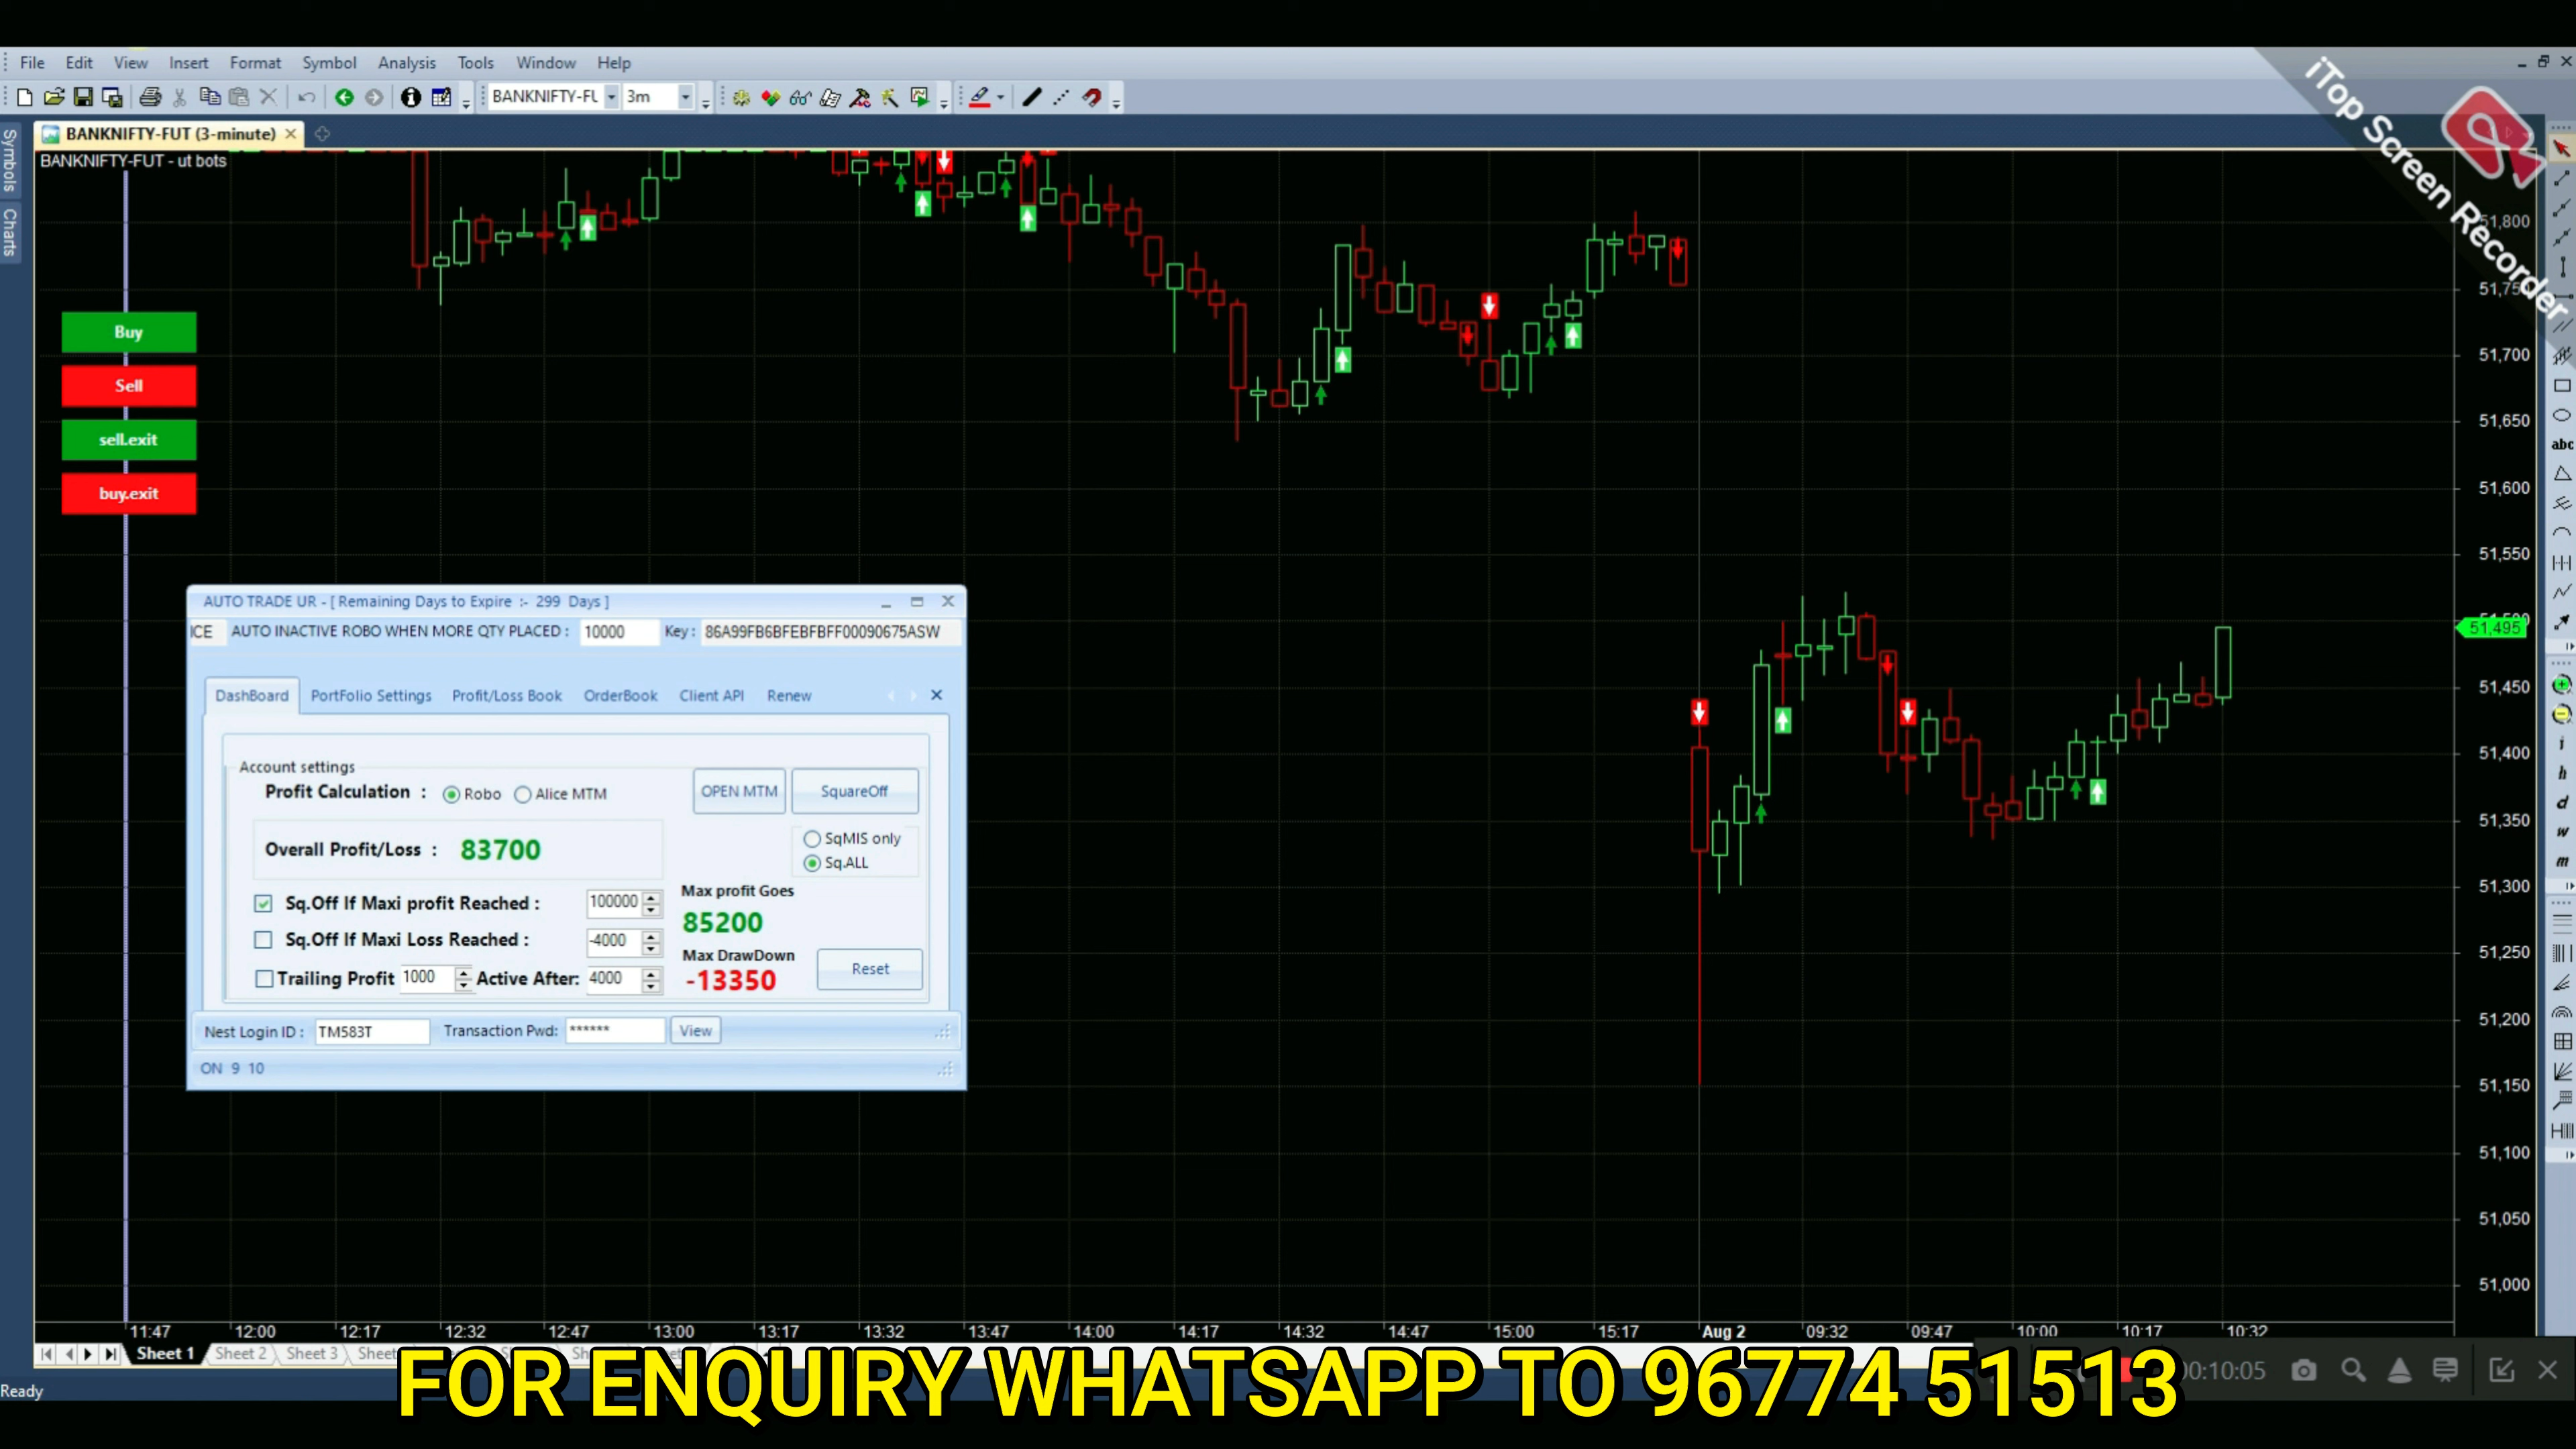 File Edit View Insert Format Symbol Analysis Tools Window Help
BANKNIFTY-FU 3m
BANKNIFTY-FUT (3-minute)
BANKNIFTY-FUT - ut bots
Symbols
Charts
iTop Screen Recorder
Buy
Sell
sell.exit
buy.exit
51,800
51,700
51,650
51,600
51,550
51,495
51,450
51,400
51,350
51,300
51,250
51,200
51,150
51,100
51,050
51,000
abc
i
h
d
w
m
AUTO TRADE UR - [ Remaining Days to Expire :- 299 Days ]
ICE AUTO INACTIVE ROBO WHEN MORE QTY PLACED : 10000 Key : 86A99FB6BFEBFBFF00090675ASW
DashBoard PortFolio Settings Profit/Loss Book OrderBook Client API Renew
Account settings
Profit Calculation : Robo Alice MTM OPEN MTM SquareOff
Overall Profit/Loss : 83700
SqMIS only
Sq.ALL
Sq.Off If Maxi profit Reached : 100000
Max profit Goes
85200
Sq.Off If Maxi Loss Reached : -4000
Max DrawDown
-13350
Reset
Trailing Profit 1000 Active After: 4000
Nest Login ID : TM583T Transaction Pwd: ****** View
ON 9 10
11:47 12:00 12:17 12:32 12:47 13:00 13:17 13:32 13:47 14:00 14:17 14:32 14:47 15:00 15:17 Aug 2 09:32 09:47 10:00 10:17 10:32
Sheet 1 Sheet 2 Sheet 3
Ready
00:10:05
FOR ENQUIRY WHATSAPP TO 96774 51513